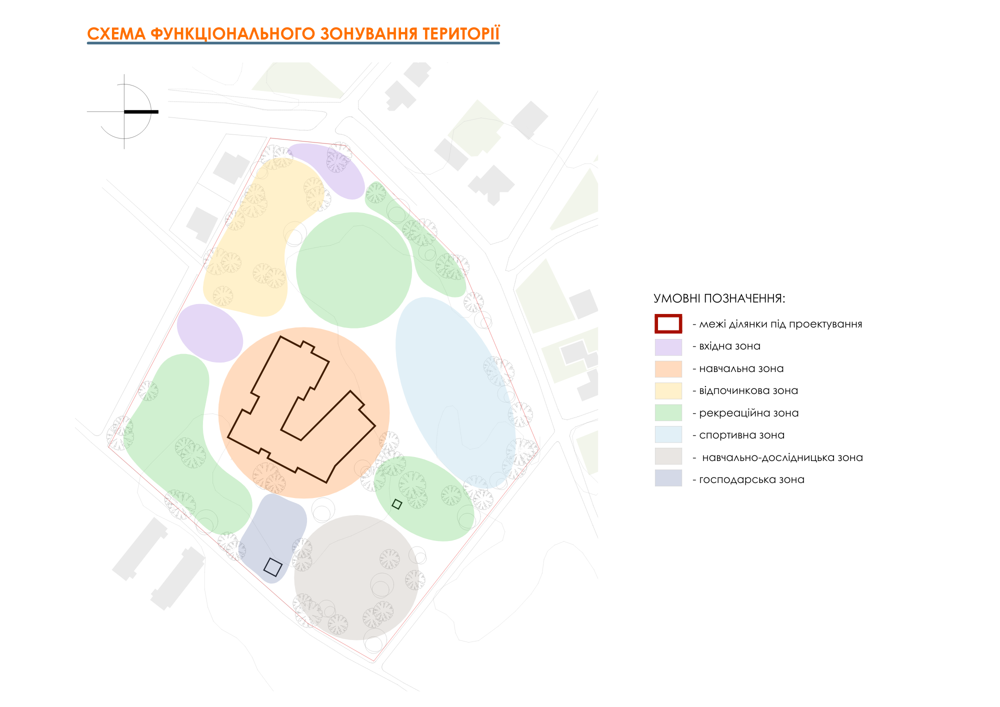 СХЕМА ФУНКЦІОНАЛЬНОГО ЗОНУВАННЯ ТЕРИТОРІЇ
УМОВНІ ПОЗНАЧЕННЯ:
- межі ділянки під проектування
- вхідна зона
- навчальна зона
- відпочинкова зона
- рекреаційна зона
- спортивна зона
- навчально-дослідницька зона
- господарська зона